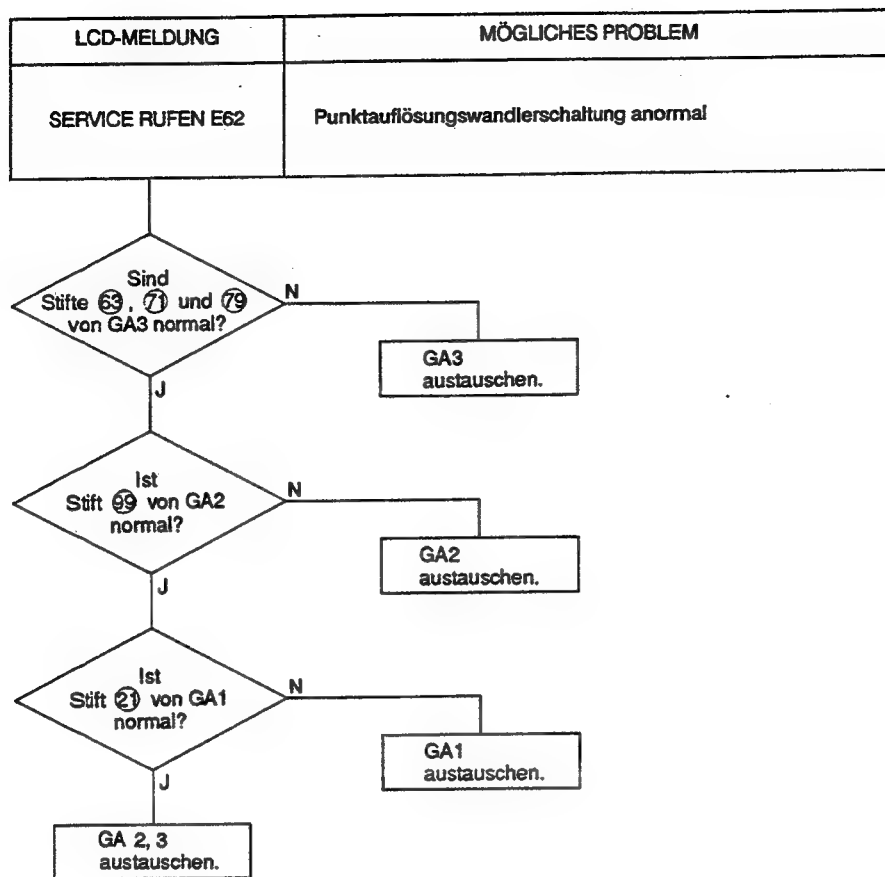 LCD-MELDUNG
MÖGLICHES PROBLEM
SERVICE RUFEN E62
Punktauflösungswandlerschaltung anormal
Sind
Stifte 63, 71 und 79
von GA3 normal?
N
GA3
austauschen.
J
Ist
Stift 99 von GA2
normal?
N
GA2
austauschen.
J
Ist
Stift 21 von GA1
normal?
N
GA1
austauschen.
J
GA 2, 3
austauschen.